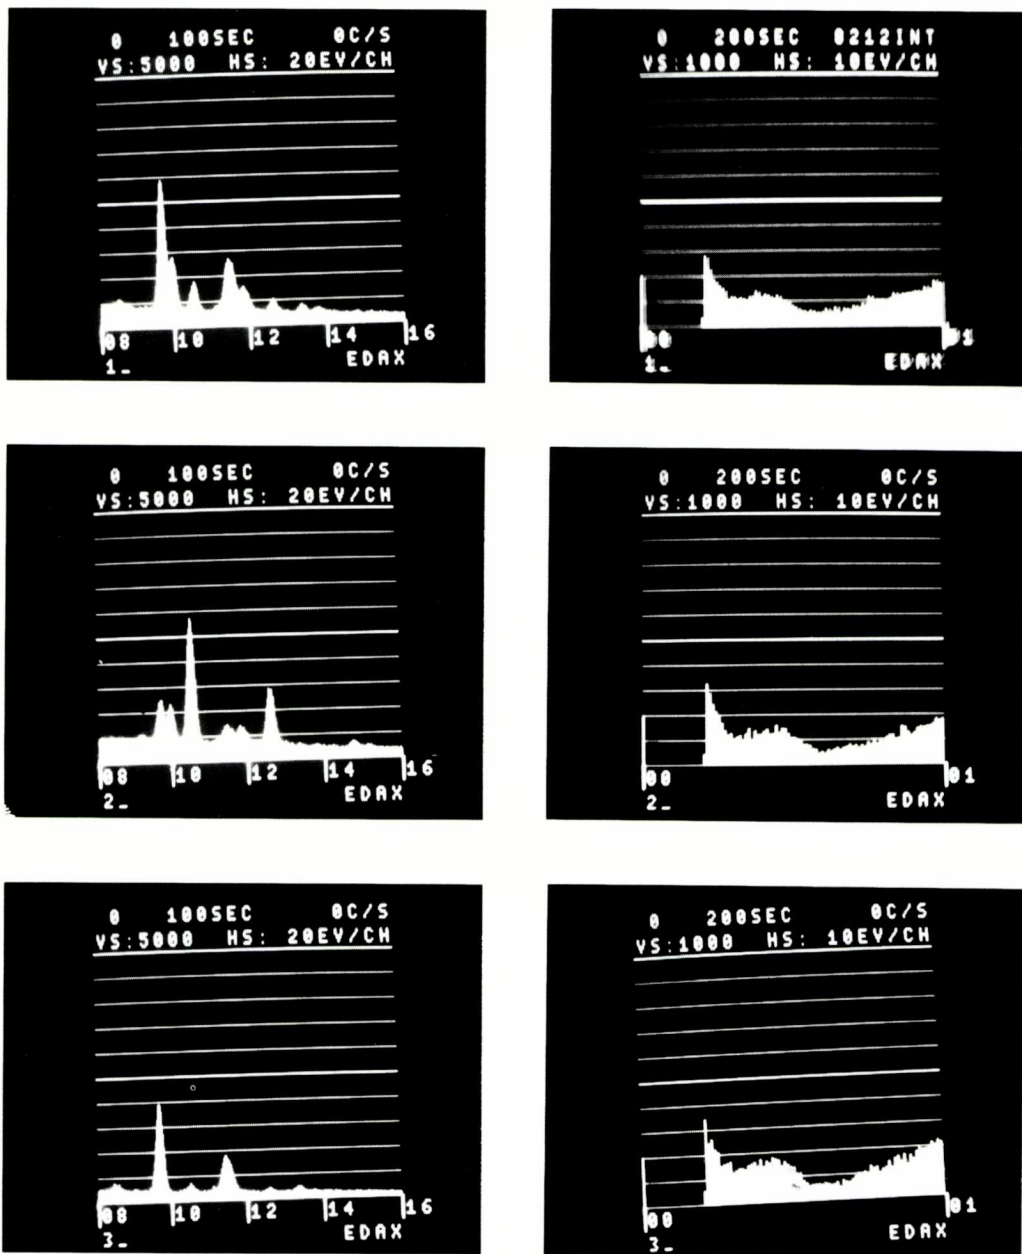 0 100SEC 0C/S
VS:5000 HS: 20EV/CH
08 10 12 14 16
1_ EDAX
0 200SEC 0212INT
VS:1000 HS: 10EV/CH
00 01
1_ EDAX
0 100SEC 0C/S
VS:5000 HS: 20EV/CH
08 10 12 14 16
2_ EDAX
0 200SEC 0C/S
VS:1000 HS: 10EV/CH
00 01
2_ EDAX
0 100SEC 0C/S
VS:5000 HS: 20EV/CH
08 10 12 14 16
3_ EDAX
0 200SEC 0C/S
VS:1000 HS: 10EV/CH
00 01
3_ EDAX